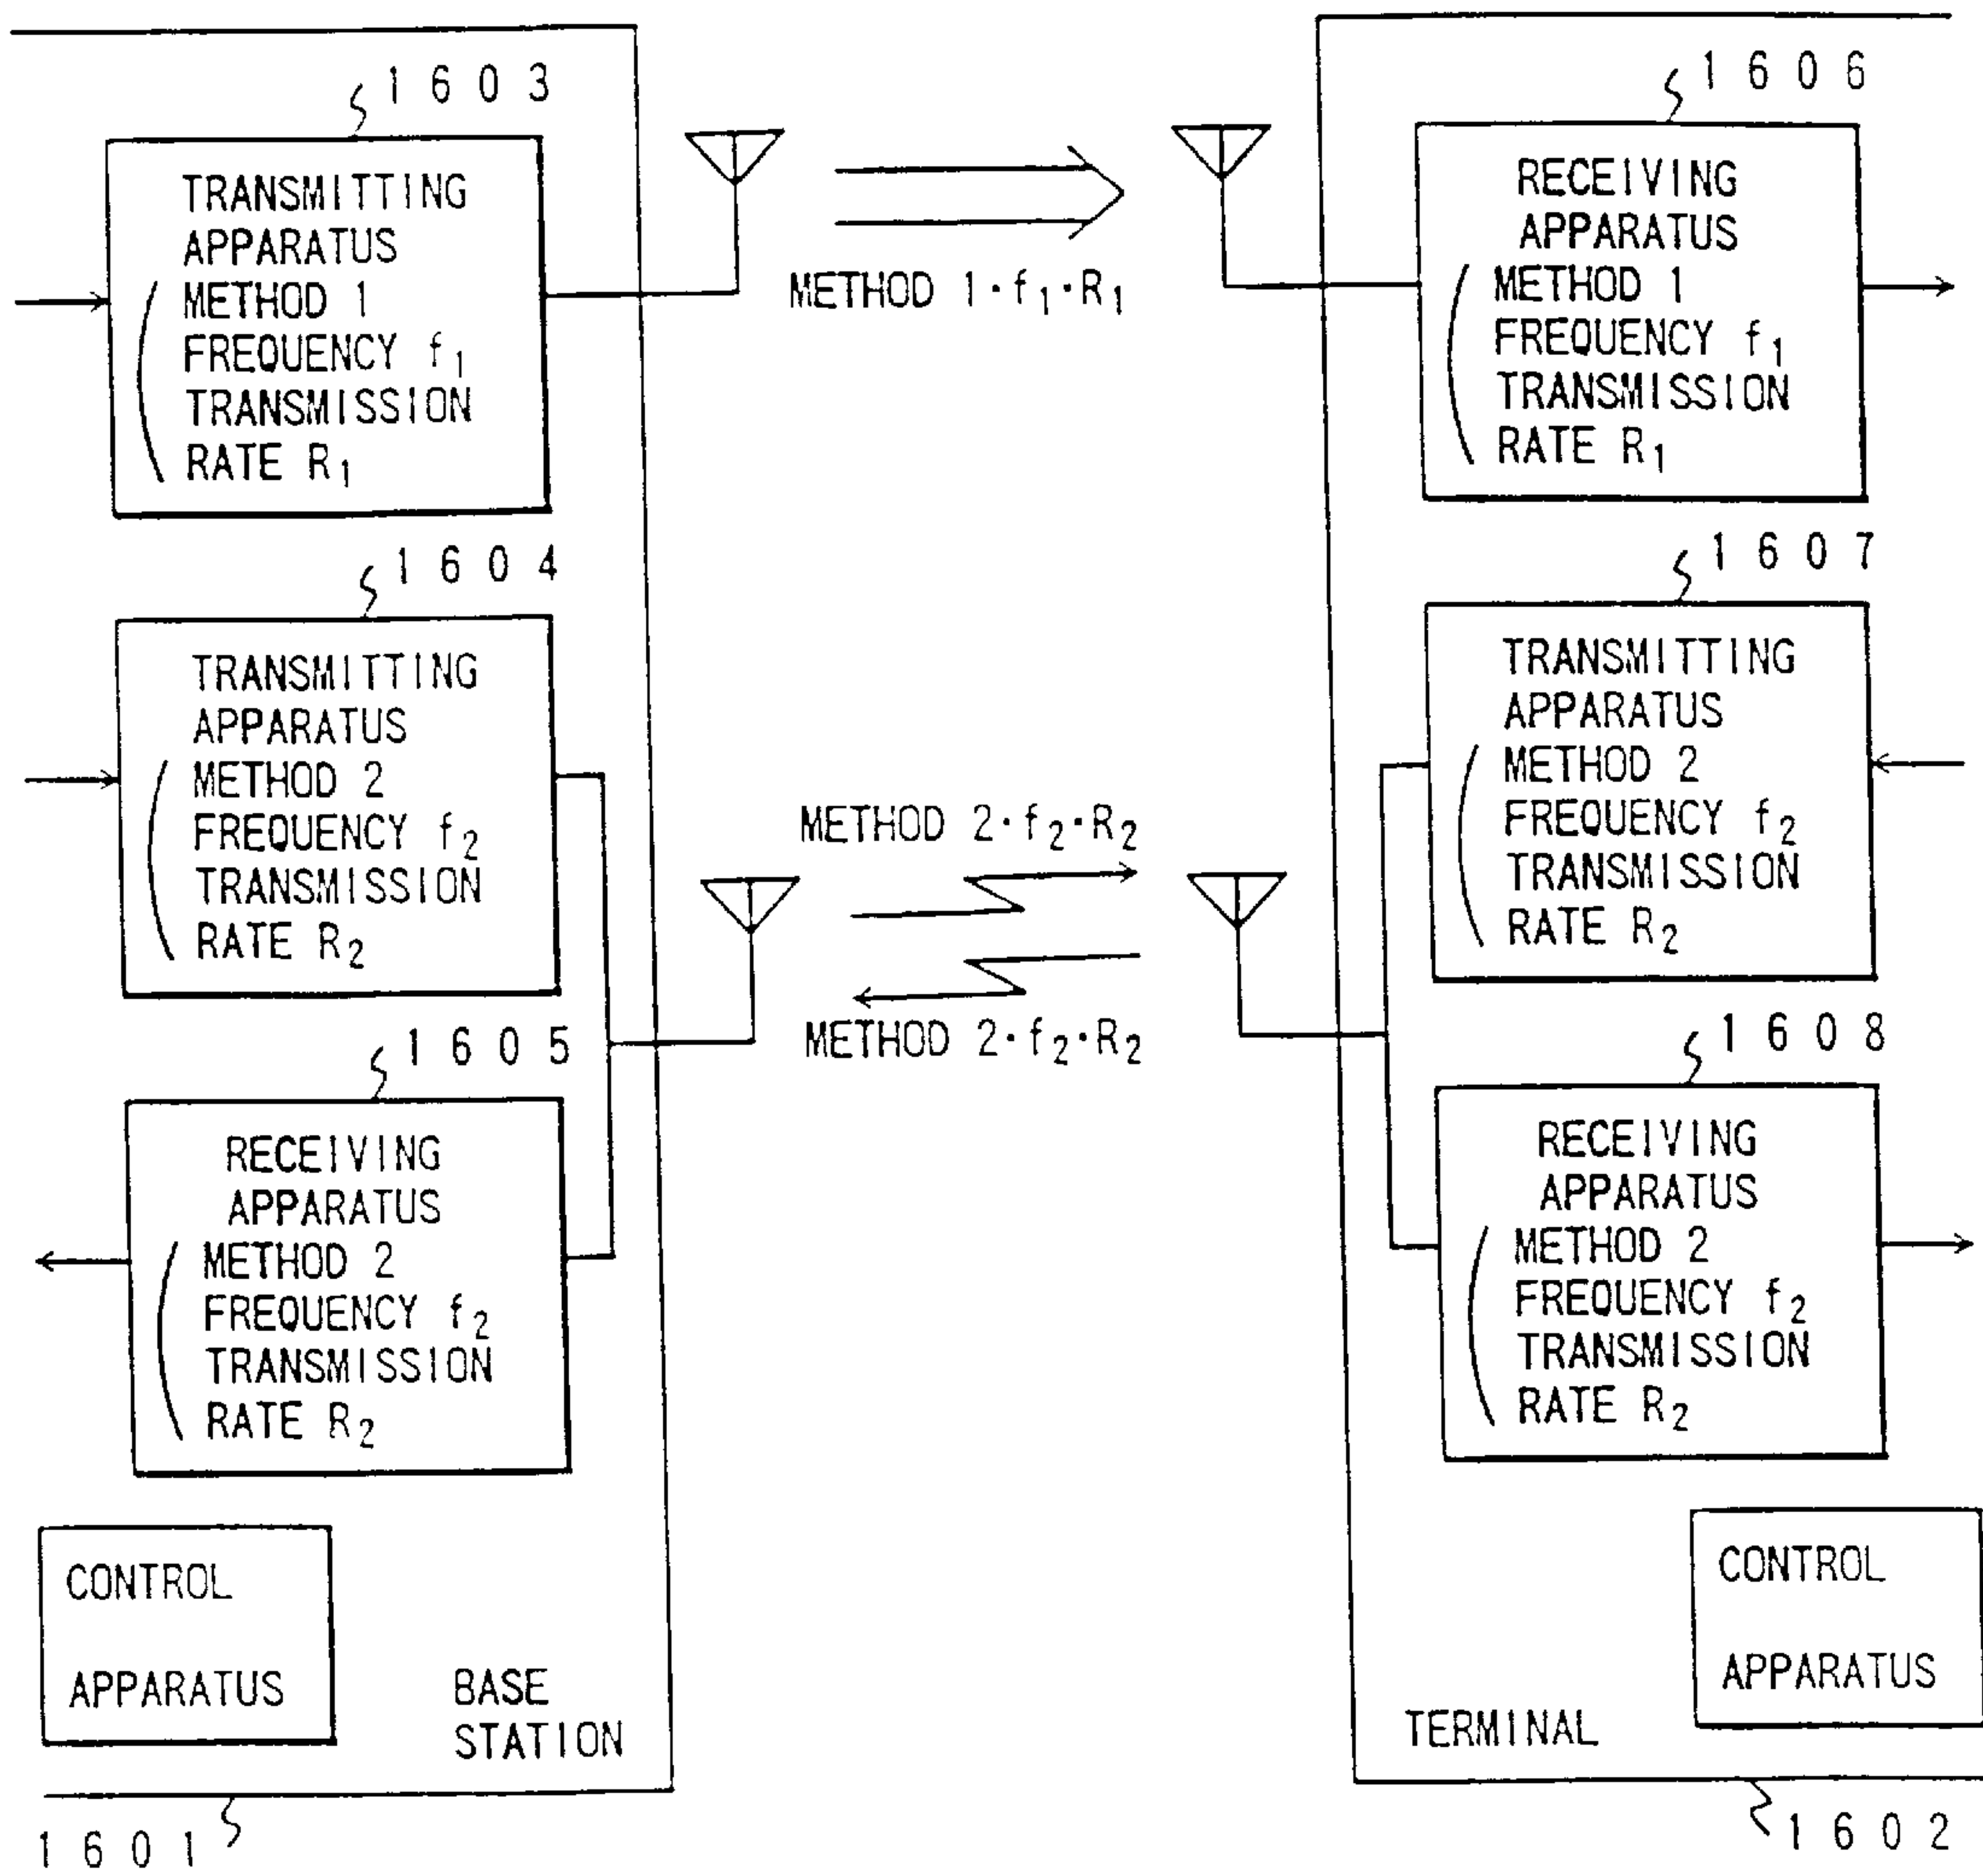 1603
TRANSMITTING
APPARATUS
METHOD 1
FREQUENCY f1
TRANSMISSION
RATE R1
METHOD 1・f1・R1
1606
RECEIVING
APPARATUS
METHOD 1
FREQUENCY f1
TRANSMISSION
RATE R1
1604
TRANSMITTING
APPARATUS
METHOD 2
FREQUENCY f2
TRANSMISSION
RATE R2
METHOD 2・f2・R2
METHOD 2・f2・R2
1607
TRANSMITTING
APPARATUS
METHOD 2
FREQUENCY f2
TRANSMISSION
RATE R2
1605
RECEIVING
APPARATUS
METHOD 2
FREQUENCY f2
TRANSMISSION
RATE R2
1608
RECEIVING
APPARATUS
METHOD 2
FREQUENCY f2
TRANSMISSION
RATE R2
CONTROL
APPARATUS
BASE
STATION
TERMINAL
CONTROL
APPARATUS
1601
1602